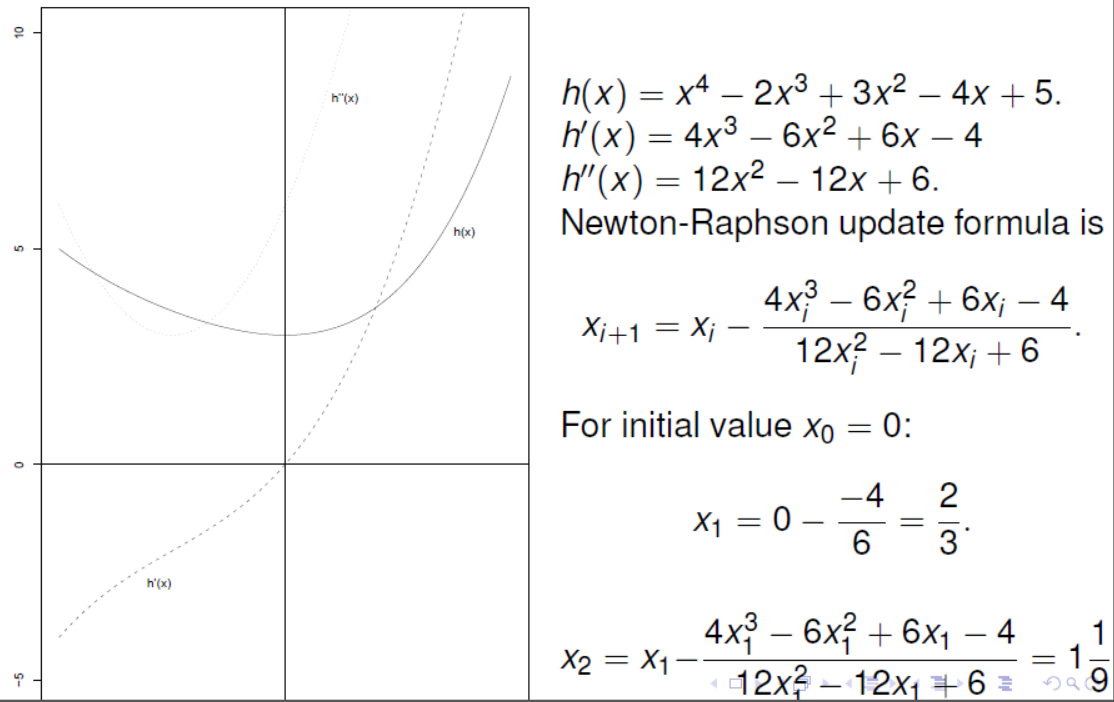 10
5
0
−5
h''(x)
h(x)
h'(x)
h(x) = x⁴ − 2x³ + 3x² − 4x + 5.
h′(x) = 4x³ − 6x² + 6x − 4
h″(x) = 12x² − 12x + 6.
Newton-Raphson update formula is
xᵢ₊₁ = xᵢ − (4xᵢ³ − 6xᵢ² + 6xᵢ − 4) / (12xᵢ² − 12xᵢ + 6).
For initial value x₀ = 0:
x₁ = 0 − −4/6 = 2/3.
x₂ = x₁ − (4x₁³ − 6x₁² + 6x₁ − 4) / (12x₁² − 12x₁ + 6) = 1 1/9